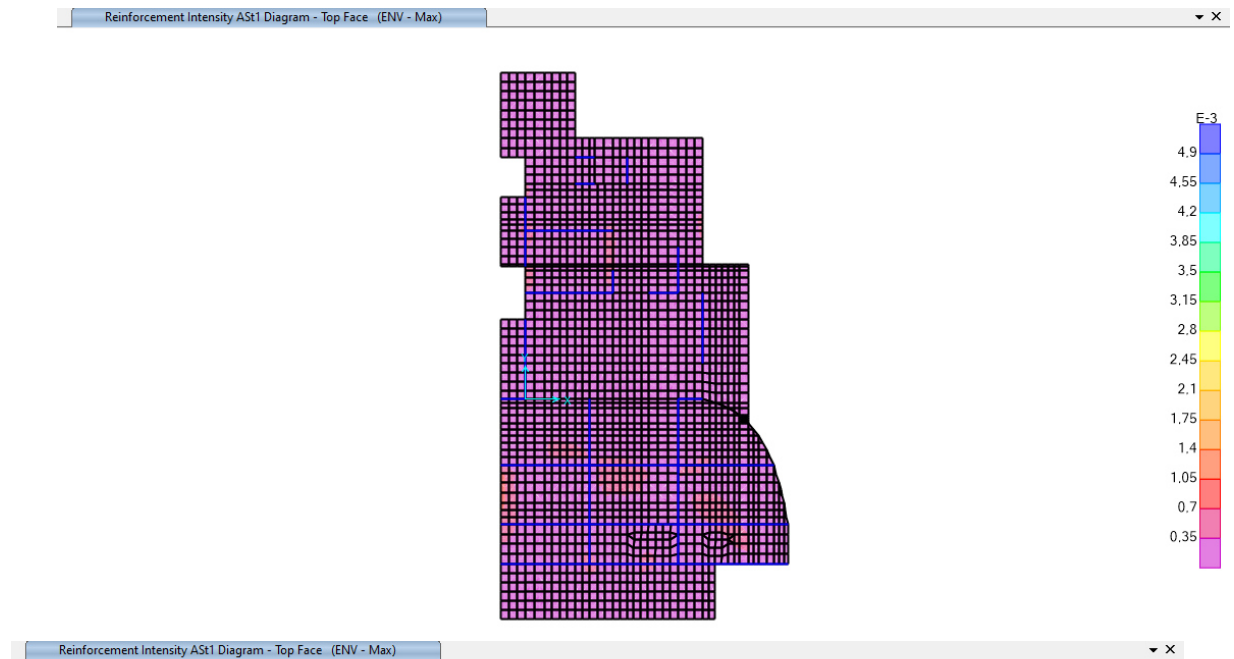 Reinforcement Intensity ASt1 Diagram - Top Face (ENV - Max)
E-3
4.9
4.55
4.2
3.85
3.5
3.15
2.8
2.45
2.1
1.75
1.4
1.05
0.7
0.35
Y
X
Reinforcement Intensity ASt1 Diagram - Top Face (ENV - Max)